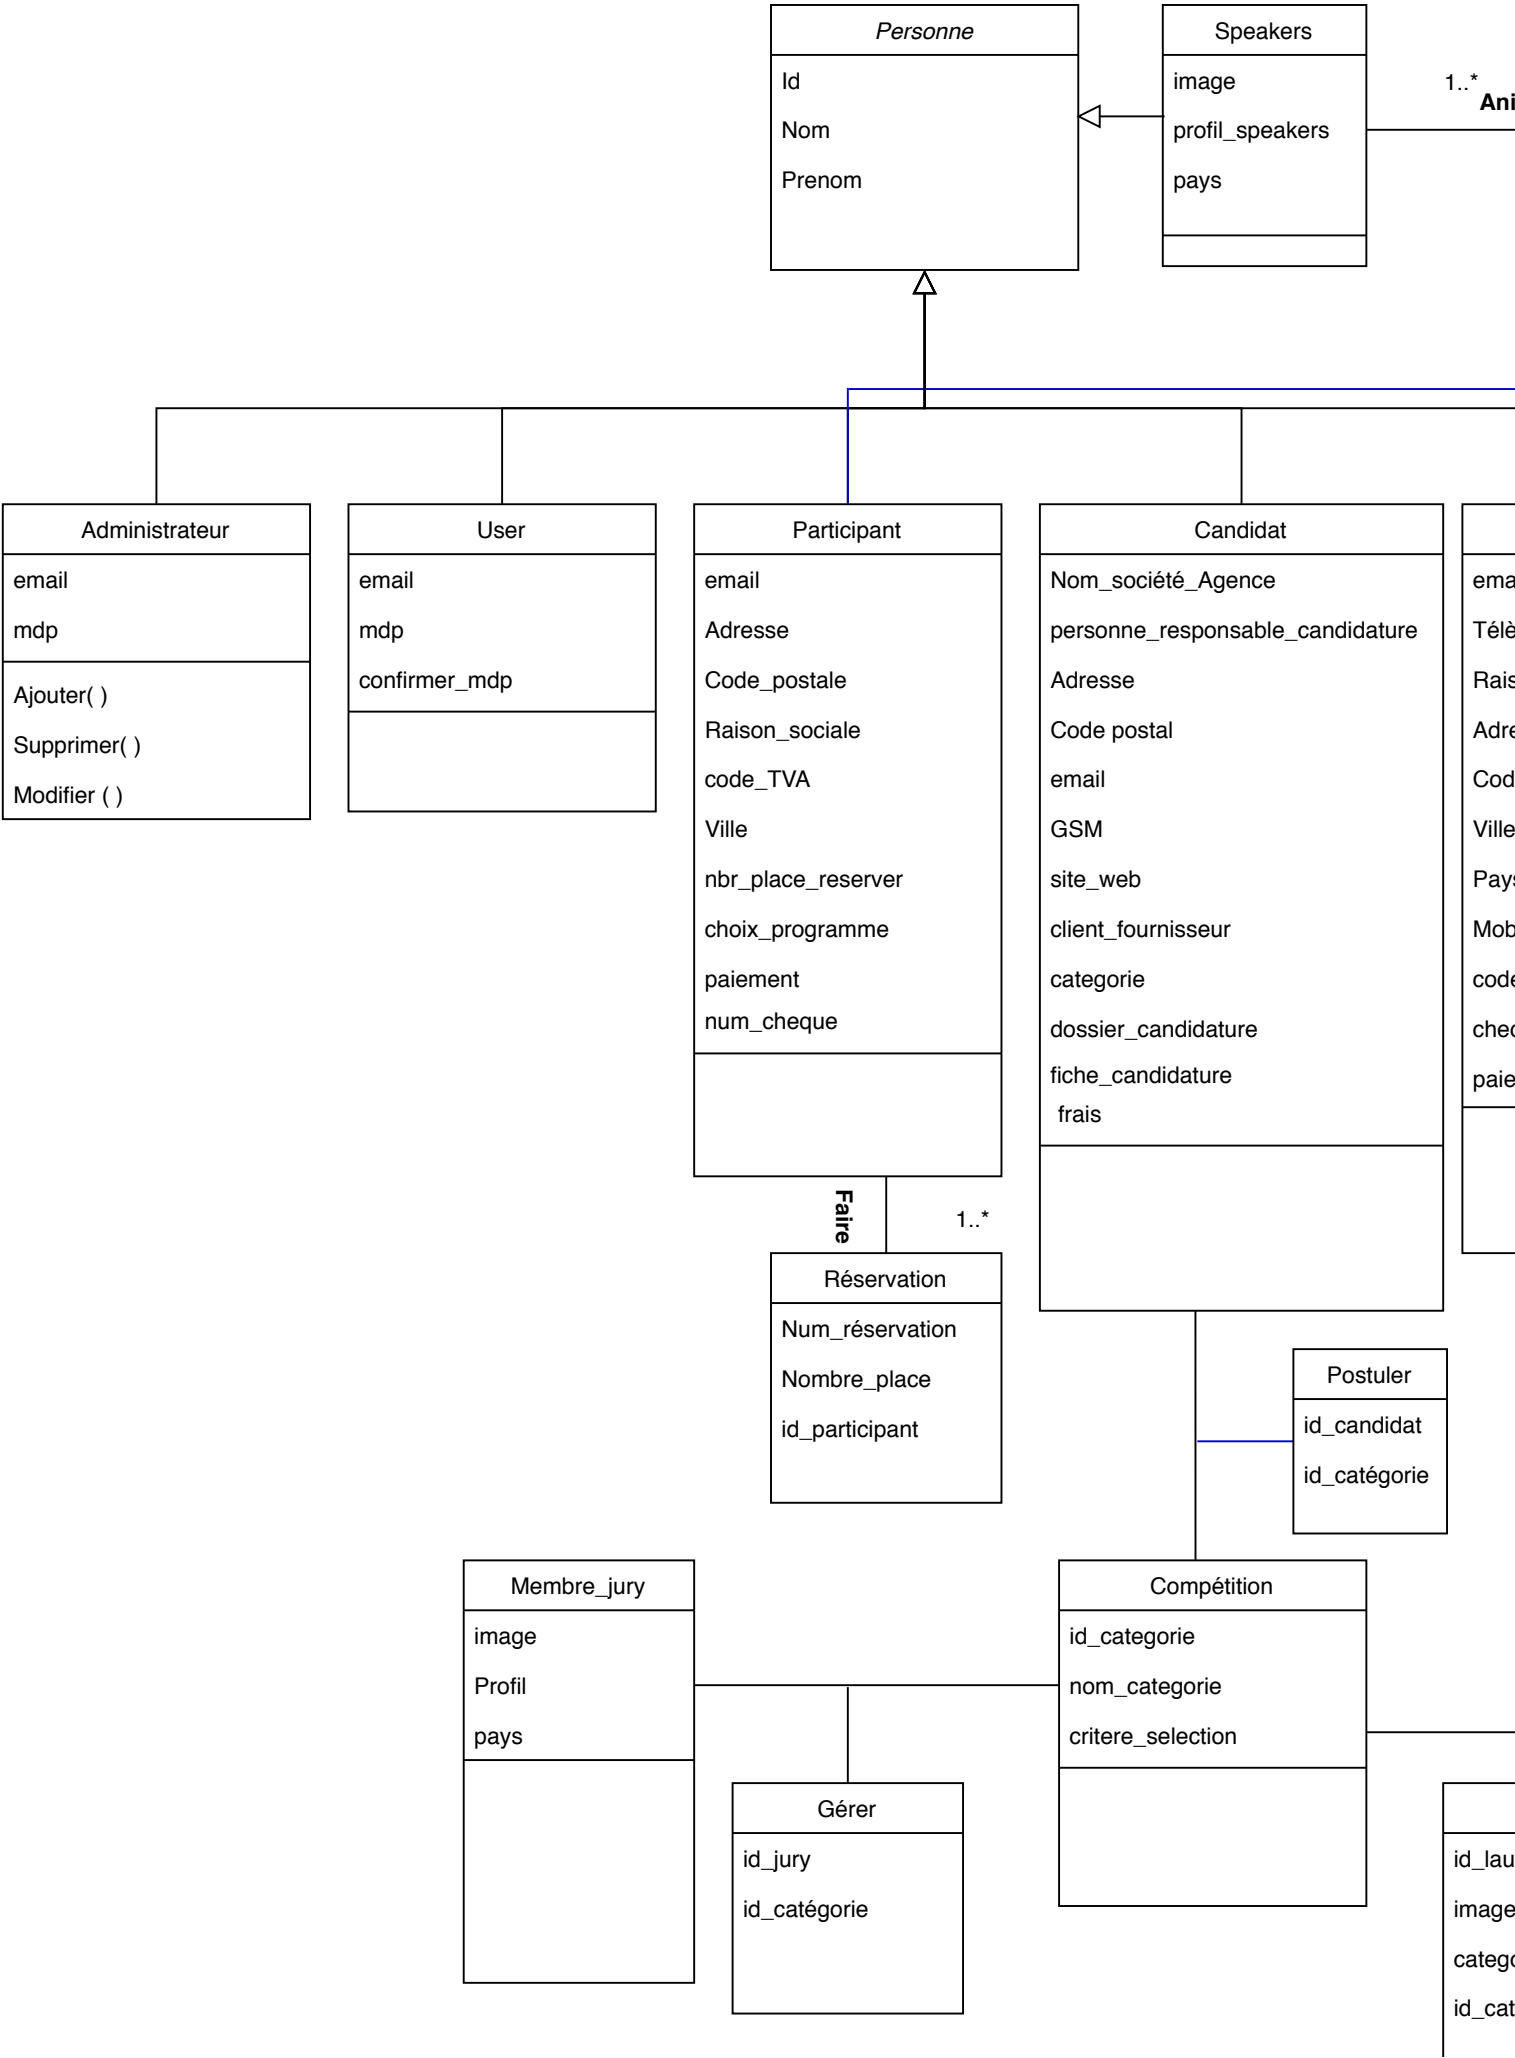 Personne
Id
Nom
Prenom
Speakers
image
profil_speakers
pays
1..*
Administrateur
email
mdp
Ajouter( )
Supprimer( )
Modifier ( )
User
email
mdp
confirmer_mdp
Participant
email
Adresse
Code_postale
Raison_sociale
code_TVA
Ville
nbr_place_reserver
choix_programme
paiement
num_cheque
Candidat
Nom_société_Agence
personne_responsable_candidature
Adresse
Code postal
email
GSM
site_web
client_fournisseur
categorie
dossier_candidature
fiche_candidature
frais
Ville
Faire
1..*
Réservation
Num_réservation
Nombre_place
id_participant
Postuler
id_candidat
id_catégorie
Membre_jury
image
Profil
pays
Compétition
id_categorie
nom_categorie
critere_selection
Gérer
id_jury
id_catégorie
image